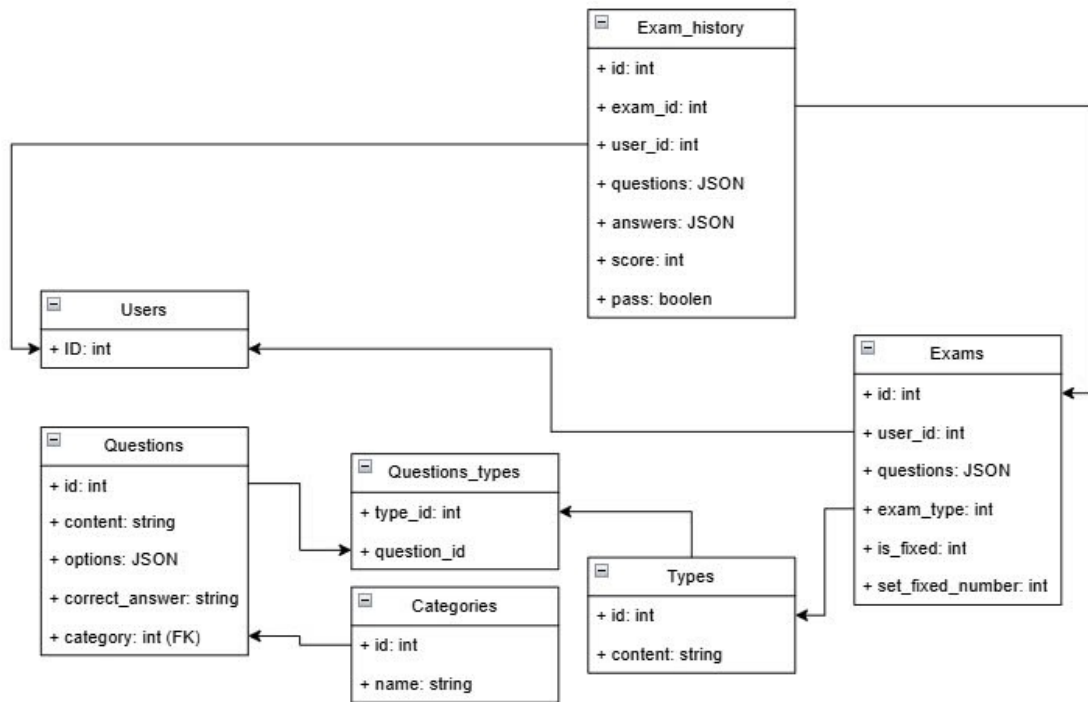 Exam_history
+ id: int
+ exam_id: int
+ user_id: int
+ questions: JSON
+ answers: JSON
+ score: int
+ pass: boolen
Users
+ ID: int
Exams
+ id: int
+ user_id: int
+ questions: JSON
+ exam_type: int
+ is_fixed: int
+ set_fixed_number: int
Questions
+ id: int
+ content: string
+ options: JSON
+ correct_answer: string
+ category: int (FK)
Questions_types
+ type_id: int
+ question_id
Categories
+ id: int
+ name: string
Types
+ id: int
+ content: string